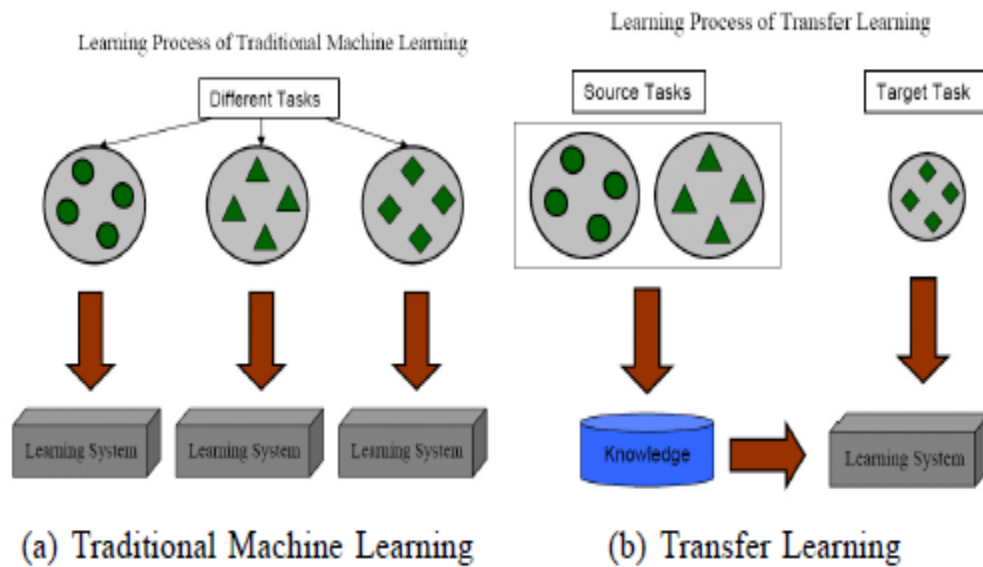 Learning Process of Traditional Machine Learning
Different Tasks
Learning System
Learning System
Learning System
(a) Traditional Machine Learning
Learning Process of Transfer Learning
Source Tasks
Target Task
Knowledge
Learning System
(b) Transfer Learning